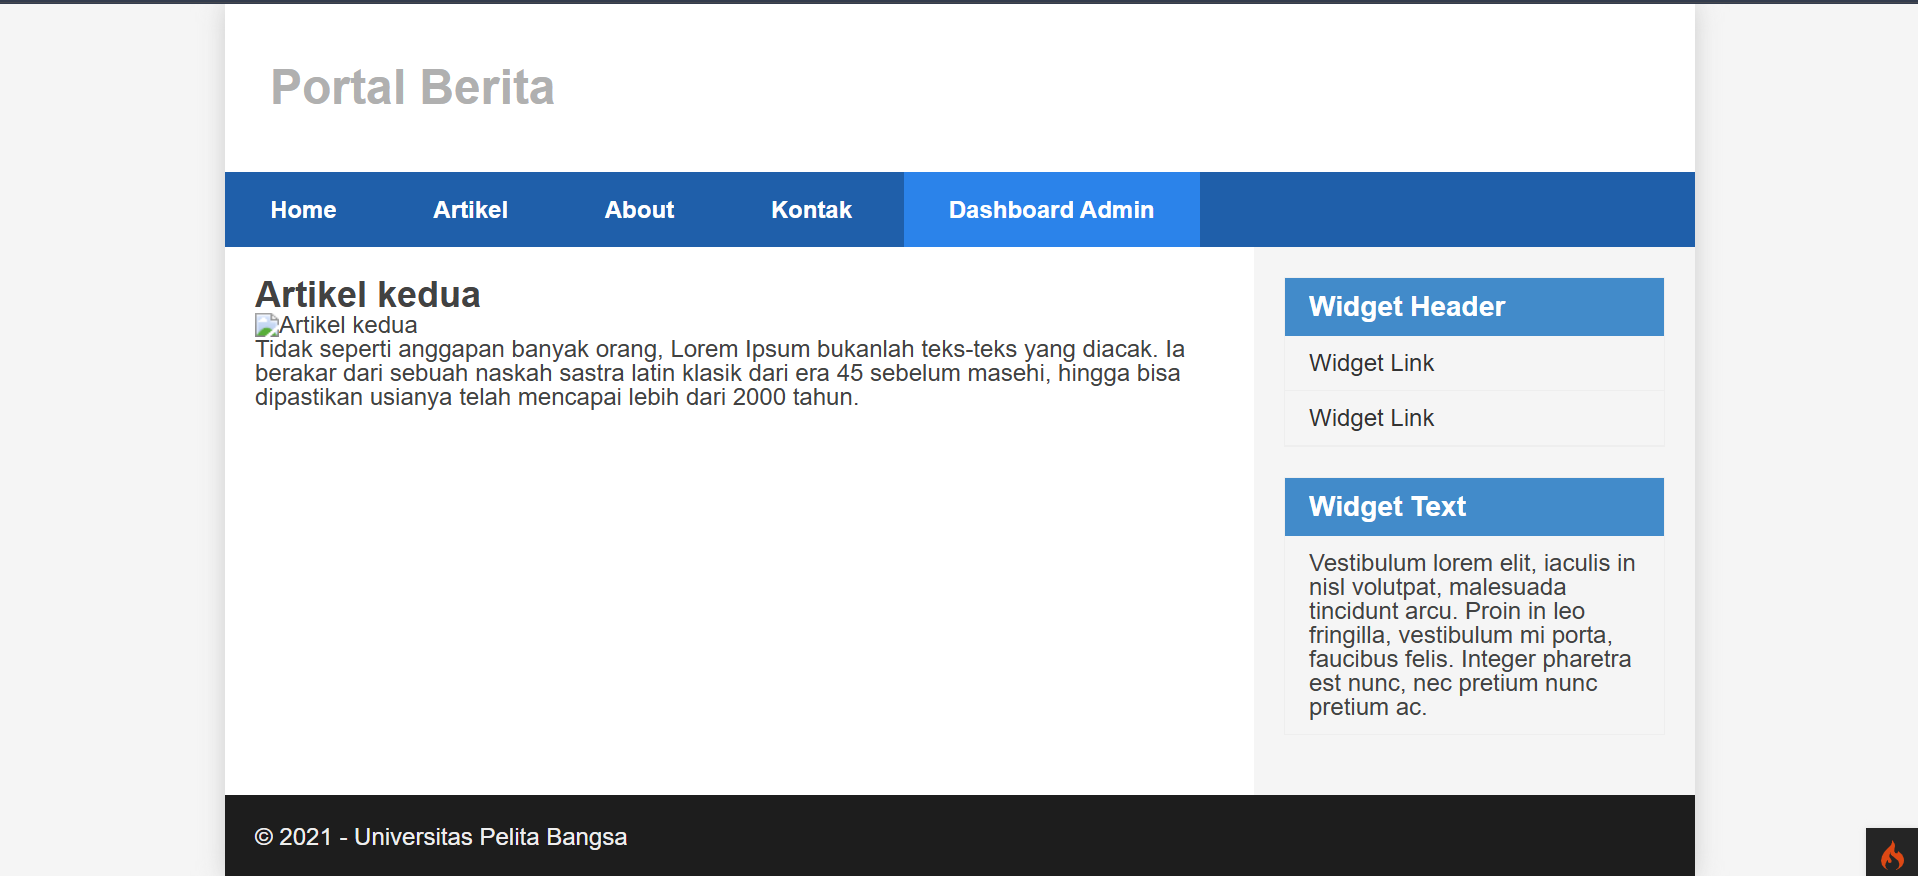 Portal Berita
Home Artikel About Kontak Dashboard Admin
Artikel kedua
Artikel kedua
Tidak seperti anggapan banyak orang, Lorem Ipsum bukanlah teks-teks yang diacak. Ia
berakar dari sebuah naskah sastra latin klasik dari era 45 sebelum masehi, hingga bisa
dipastikan usianya telah mencapai lebih dari 2000 tahun.
Widget Header
Widget Link
Widget Link
Widget Text
Vestibulum lorem elit, iaculis in
nisl volutpat, malesuada
tincidunt arcu. Proin in leo
fringilla, vestibulum mi porta,
faucibus felis. Integer pharetra
est nunc, nec pretium nunc
pretium ac.
© 2021 - Universitas Pelita Bangsa